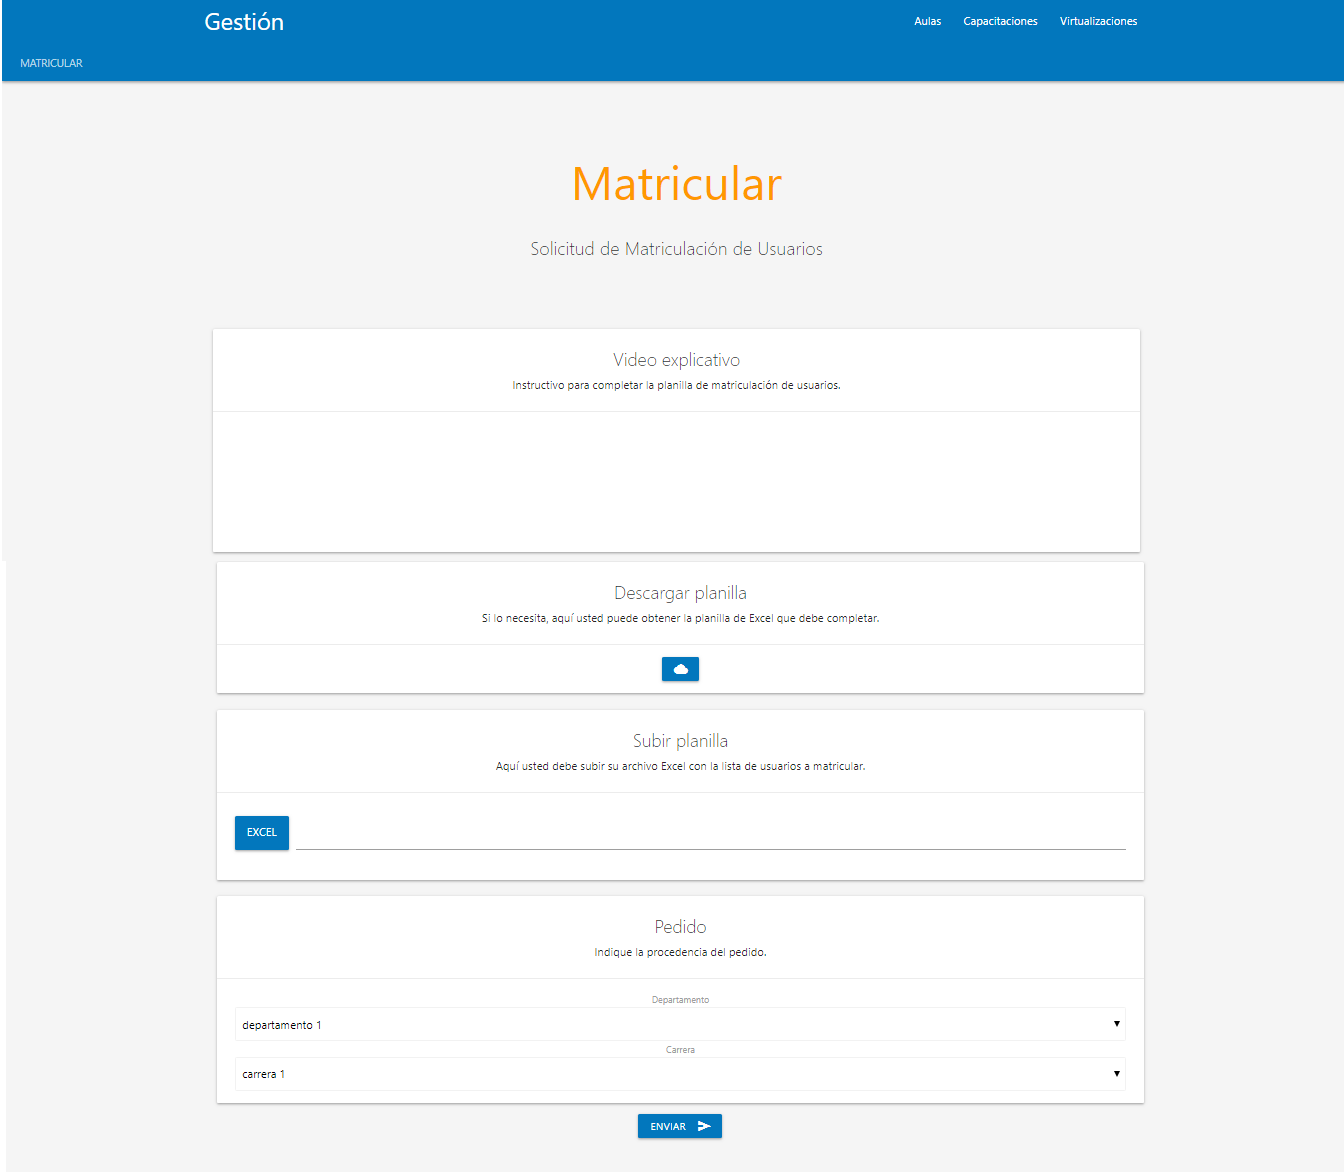 Gestión
Aulas Capacitaciones Virtualizaciones
MATRICULAR
Matricular
Solicitud de Matriculación de Usuarios
Video explicativo
Instructivo para completar la planilla de matriculación de usuarios.
Descargar planilla
Si lo necesita, aquí usted puede obtener la planilla de Excel que debe completar.
Subir planilla
Aquí usted debe subir su archivo Excel con la lista de usuarios a matricular.
EXCEL
Pedido
Indique la procedencia del pedido.
Departamento
departamento 1
Carrera
carrera 1
ENVIAR